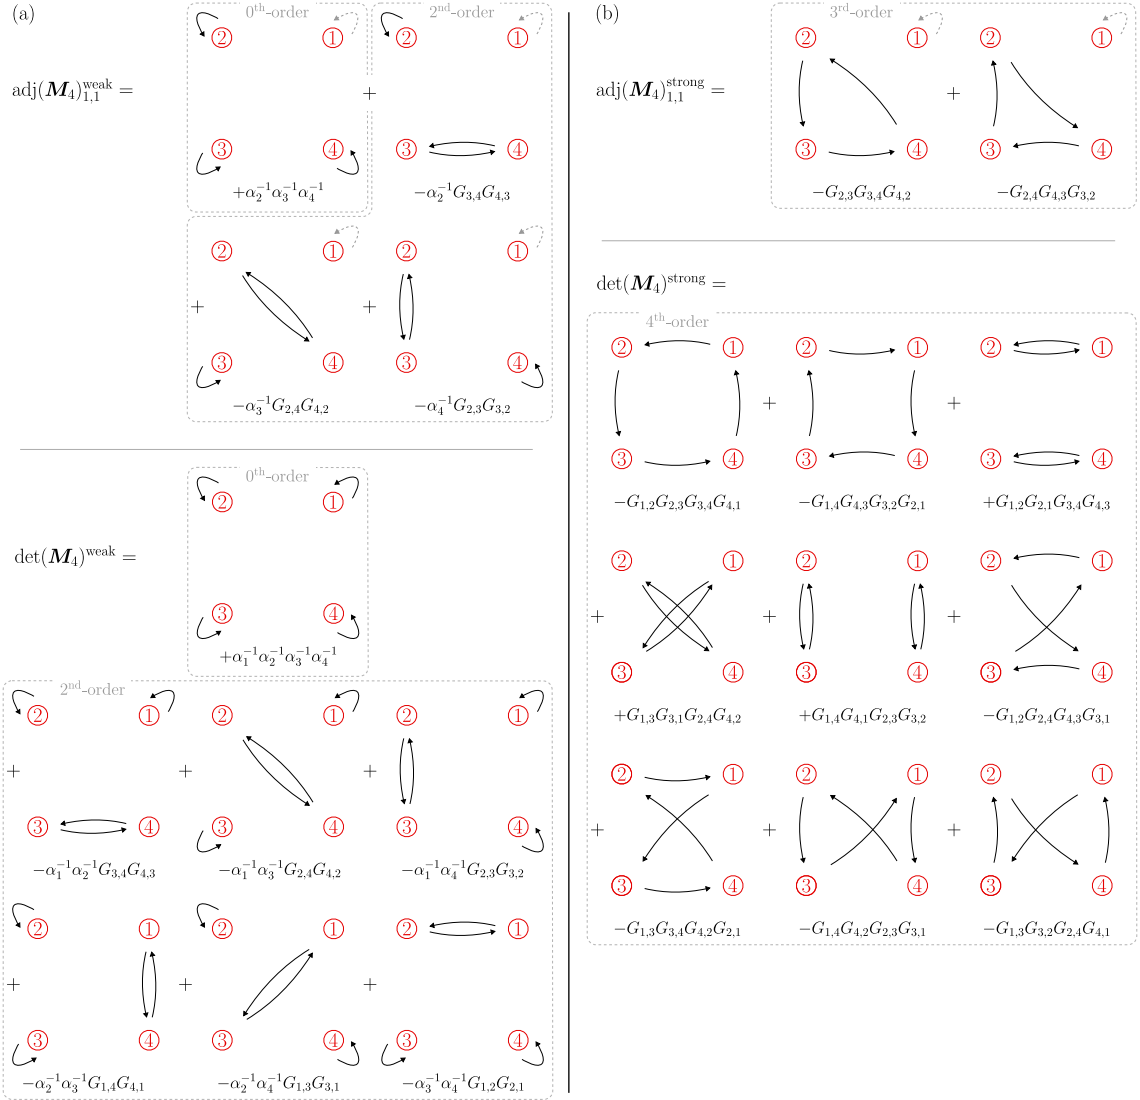 (a)
0th-order
2nd-order
② ① ② ①
adj(M₄)₁,₁^weak = +
③ ④ ③ ④
+α₂⁻¹α₃⁻¹α₄⁻¹
−α₂⁻¹G₃,₄G₄,₃
② ① ② ①
+ +
③ ④ ③ ④
−α₃⁻¹G₂,₄G₄,₂
−α₄⁻¹G₂,₃G₃,₂
0th-order
② ①
det(M₄)^weak =
③ ④
+α₁⁻¹α₂⁻¹α₃⁻¹α₄⁻¹
2nd-order
② ① ② ① ② ①
+ + +
③ ④ ③ ④ ③ ④
−α₁⁻¹α₂⁻¹G₃,₄G₄,₃
−α₁⁻¹α₃⁻¹G₂,₄G₄,₂
−α₁⁻¹α₄⁻¹G₂,₃G₃,₂
② ① ② ① ② ①
+ + +
③ ④ ③ ④ ③ ④
−α₂⁻¹α₃⁻¹G₁,₄G₄,₁
−α₂⁻¹α₄⁻¹G₁,₃G₃,₁
−α₃⁻¹α₄⁻¹G₁,₂G₂,₁
(b)
3rd-order
② ① ② ①
adj(M₄)₁,₁^strong = +
③ ④ ③ ④
−G₂,₃G₃,₄G₄,₂
−G₂,₄G₄,₃G₃,₂
det(M₄)^strong =
4th-order
② ① ② ① ② ①
+ +
③ ④ ③ ④ ③ ④
−G₁,₂G₂,₃G₃,₄G₄,₁
−G₁,₄G₄,₃G₃,₂G₂,₁
+G₁,₂G₂,₁G₃,₄G₄,₃
② ① ② ① ② ①
+ + +
③ ④ ③ ④ ③ ④
+G₁,₃G₃,₁G₂,₄G₄,₂
+G₁,₄G₄,₁G₂,₃G₃,₂
−G₁,₂G₂,₄G₄,₃G₃,₁
② ① ② ① ② ①
+ + +
③ ④ ③ ④ ③ ④
−G₁,₃G₃,₄G₄,₂G₂,₁
−G₁,₄G₄,₂G₂,₃G₃,₁
−G₁,₃G₃,₂G₂,₄G₄,₁